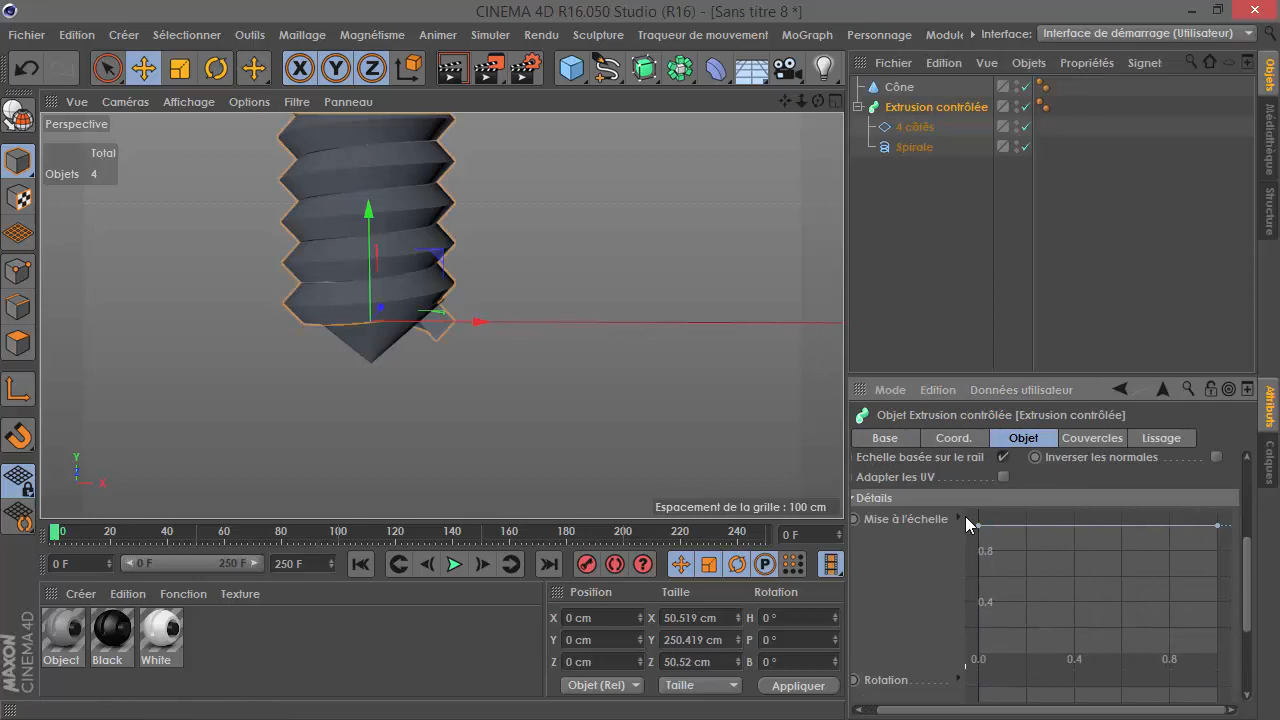 CINEMA 4D R16.050 Studio (R16) - [Sans titre 8 *]
Fichier Edition Créer Sélectionner Outils Maillage Magnétisme Animer Simuler Rendu Sculpture Traqueur de mouvement MoGraph Personnage Module Interface: Interface de démarrage (Utilisateur)
X Y Z
Fichier Edition Vue Objets Propriétés Signet
Cône
Extrusion contrôlée
4 côtés
Spirale
Objets
Médiathèque
Structure
Vue Caméras Affichage Options Filtre Panneau
Perspective
Total
Objets 4
Y
X
Espacement de la grille : 100 cm
Mode Edition Données utilisateur
Objet Extrusion contrôlée [Extrusion contrôlée]
Base Coord. Objet Couvercles Lissage
Echelle basée sur le rail Inverser les normales
Adapter les UV
Détails
Mise à l'échelle
0.8
0.4
0.0 0.4 0.8
Rotation
Attributs
Calques
0 20 40 60 80 100 120 140 160 180 200 220 240 0 F
0 F 0 F 250 F 250 F
P
Créer Edition Fonction Texture
Object Black White
MAXON
CINEMA 4D
Position Taille Rotation
X 0 cm X 50.519 cm H 0 °
Y 0 cm Y 250.419 cm P 0 °
Z 0 cm Z 50.52 cm B 0 °
Objet (Rel) Taille Appliquer